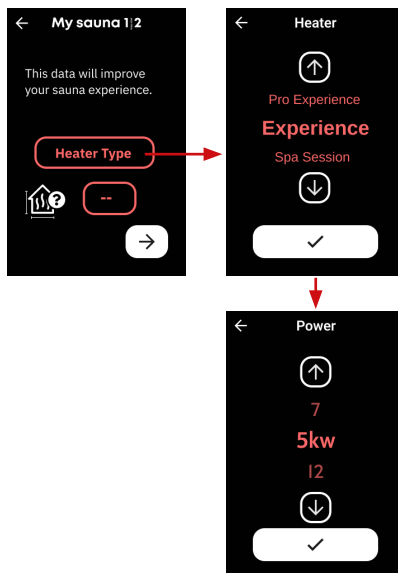 My sauna 1|2
This data will improve
your sauna experience.
Heater Type
?
--
Heater
Pro Experience
Experience
Spa Session
Power
7
5kw
12